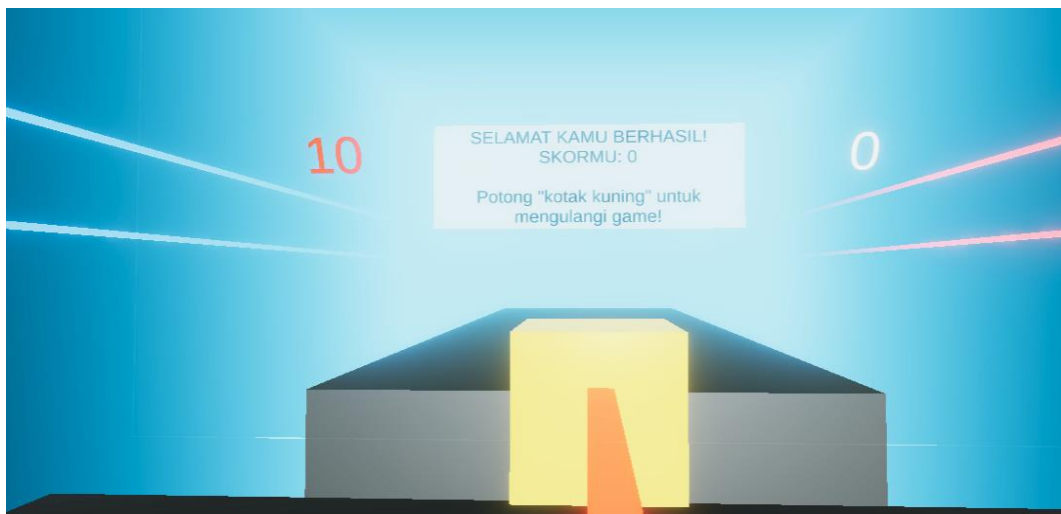 10
SELAMAT KAMU BERHASIL!
SKORMU: 0
Potong "kotak kuning" untuk
mengulangi game!
0